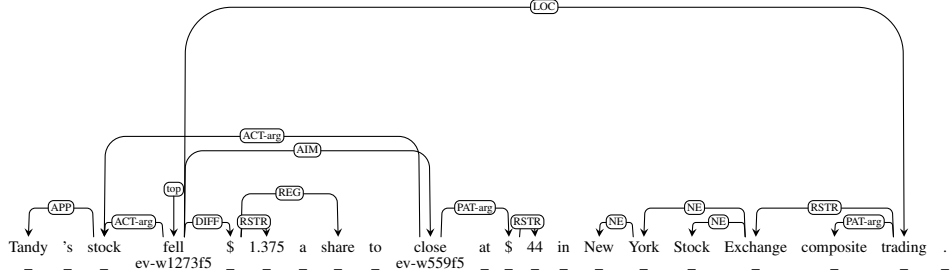 LOC
ACT-arg
AIM
top
REG
APP ACT-arg DIFF RSTR PAT-arg RSTR NE NE NE RSTR PAT-arg
Tandy 's stock fell $ 1.375 a share to close at $ 44 in New York Stock Exchange composite trading .
_ _ _ ev-w1273f5 _ _ _ _ _ ev-w559f5 _ _ _ _ _ _ _ _ _ _ _